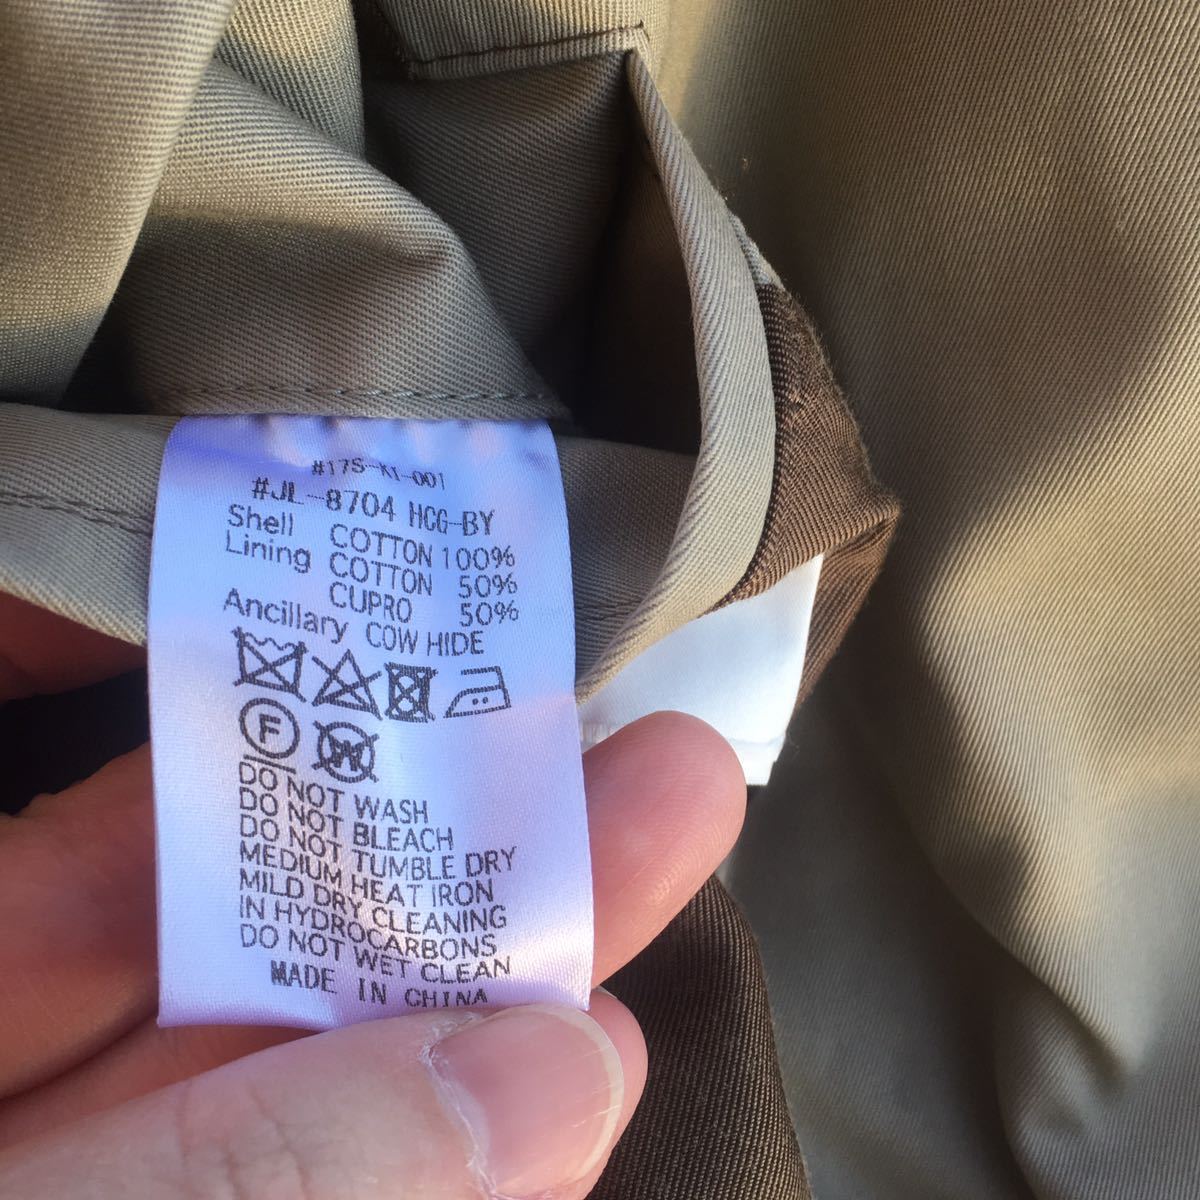 #17S-KI-001
#JL-8704 HCG-BY
Shell COTTON 100%
Lining COTTON 50%
CUPRO 50%
Ancillary COW HIDE
F W
DO NOT WASH
DO NOT BLEACH
DO NOT TUMBLE DRY
MEDIUM HEAT IRON
MILD DRY CLEANING
IN HYDROCARBONS
DO NOT WET CLEAN
MADE IN CHINA